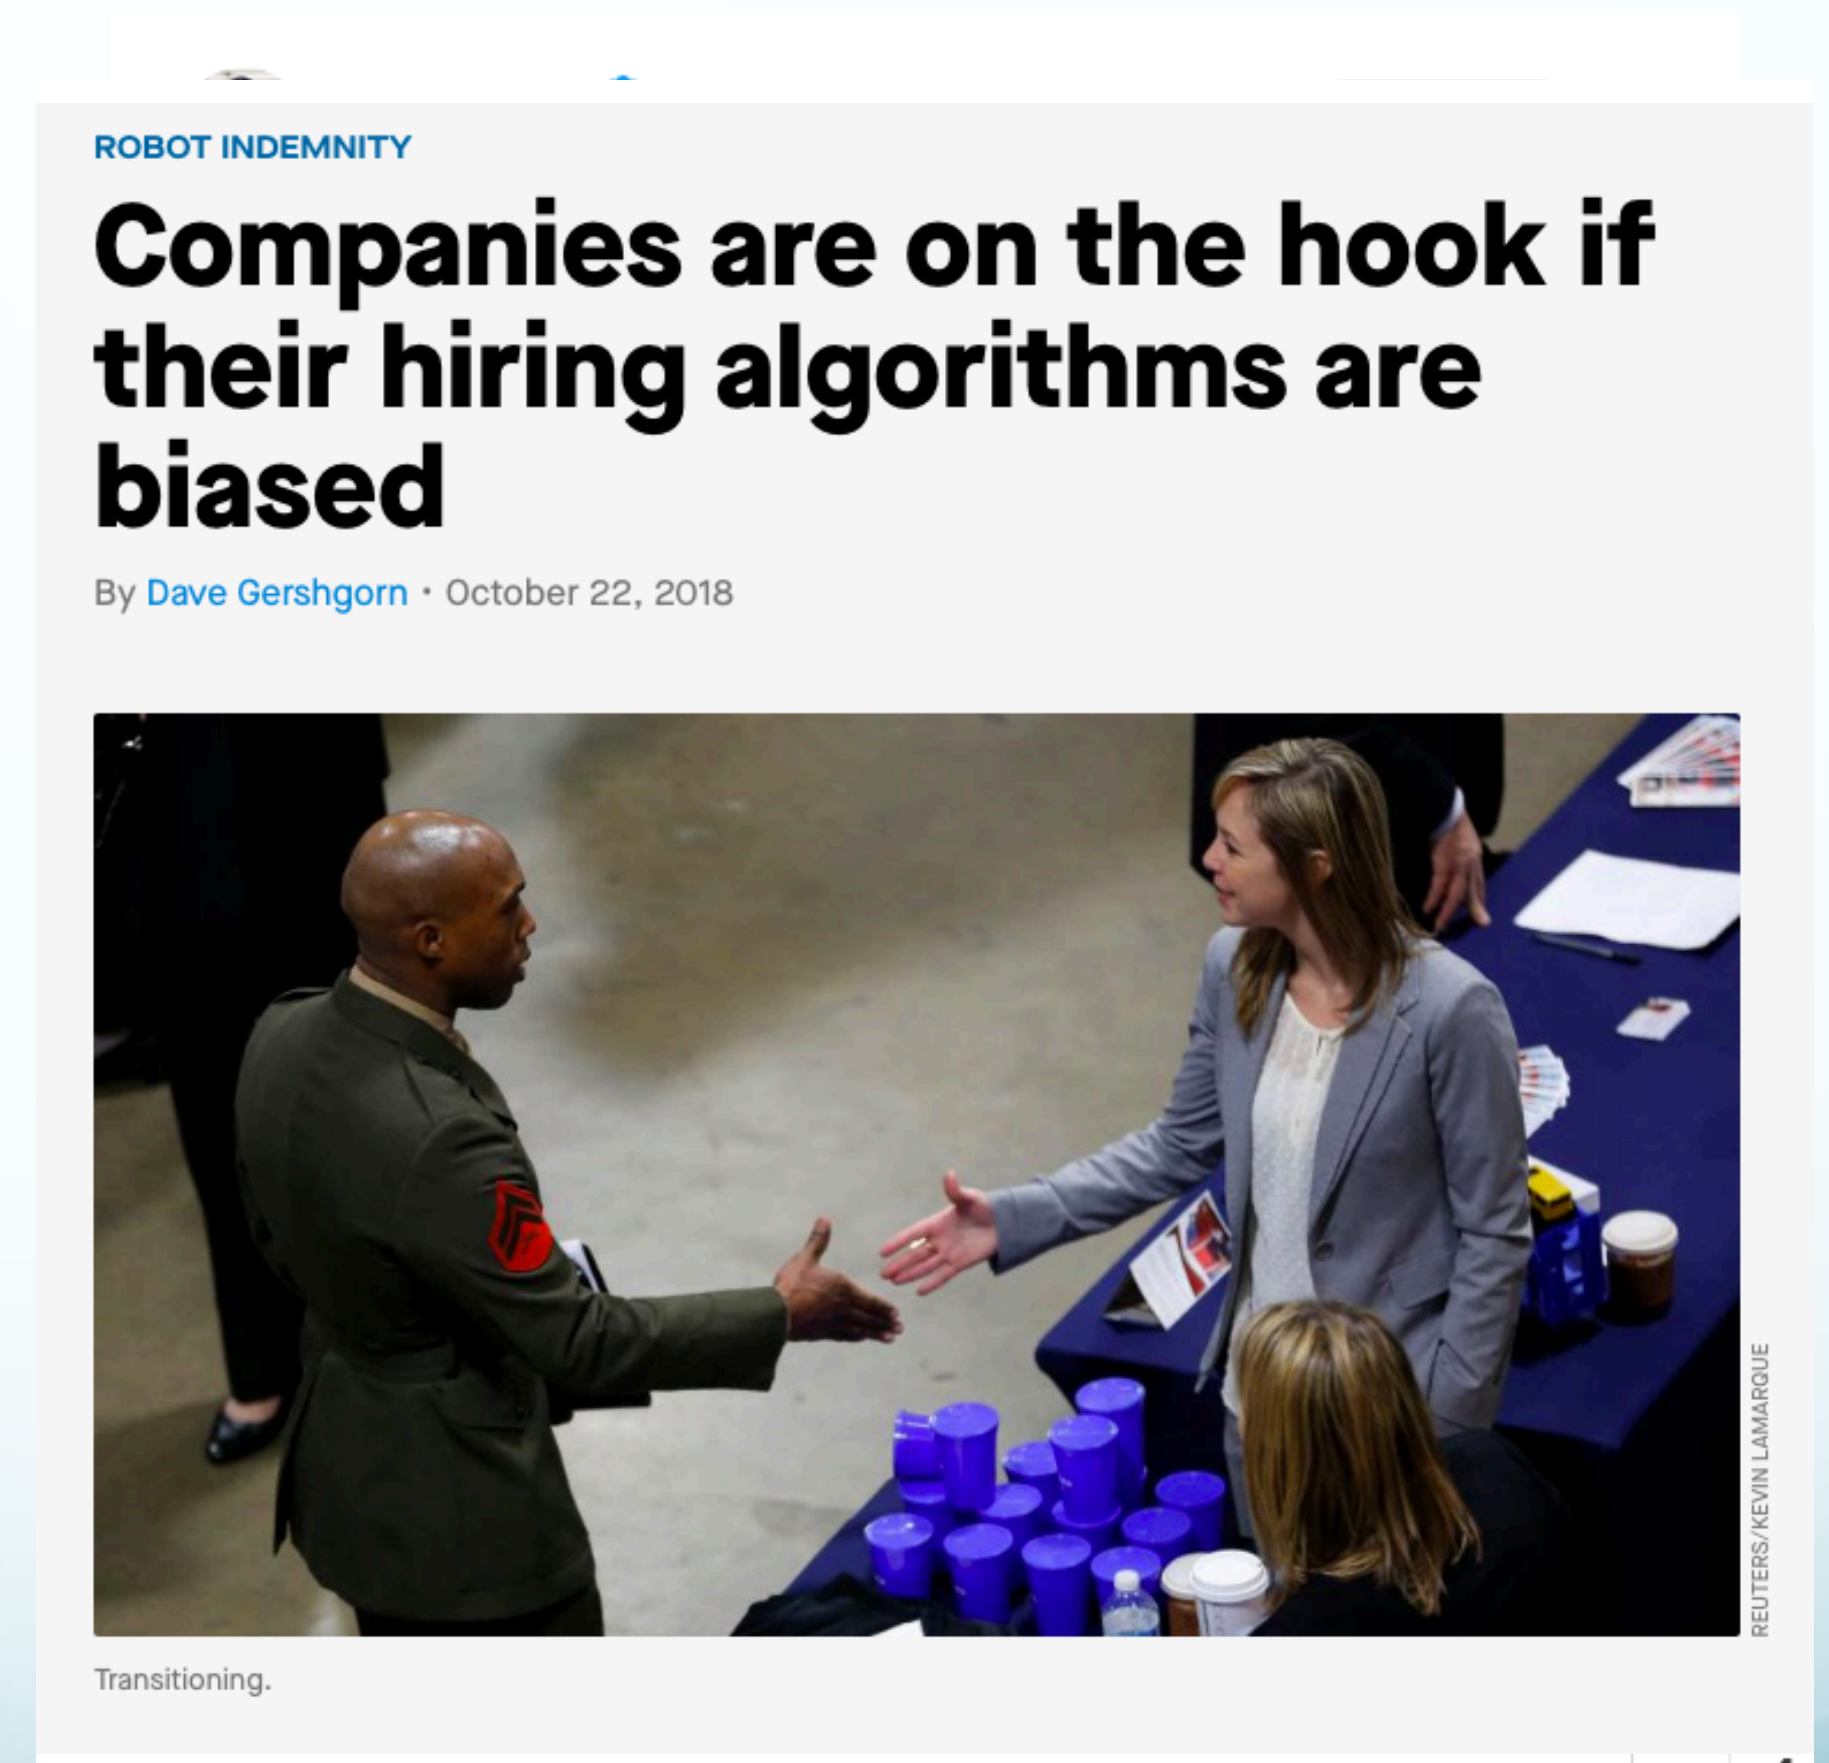 ROBOT INDEMNITY
Companies are on the hook if
their hiring algorithms are
biased
By Dave Gershgorn • October 22, 2018
REUTERS/KEVIN LAMARQUE
Transitioning.